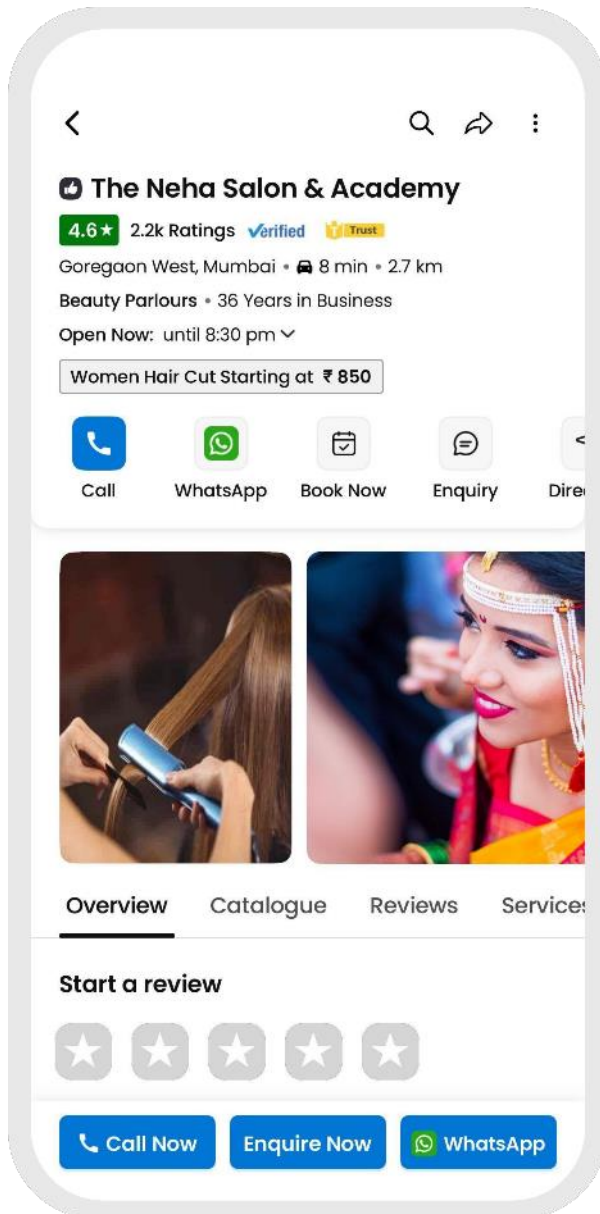 The Neha Salon & Academy
4.6★ 2.2k Ratings Verified Trust
Goregaon West, Mumbai • 8 min • 2.7 km
Beauty Parlours • 36 Years in Business
Open Now: until 8:30 pm
Women Hair Cut Starting at ₹ 850
Call WhatsApp Book Now Enquiry Dire
Overview Catalogue Reviews Services
Start a review
Call Now Enquire Now WhatsApp